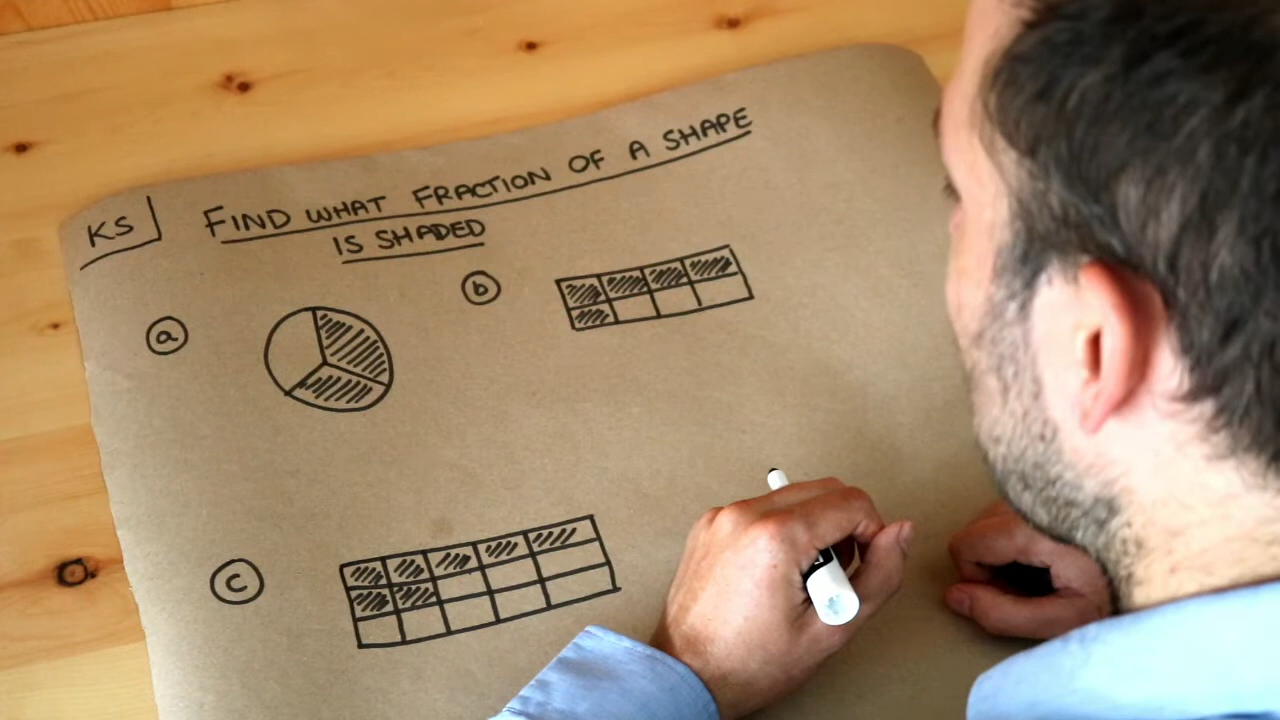 KS
FIND WHAT FRACTION OF A SHAPE
IS SHADED
a
b
c